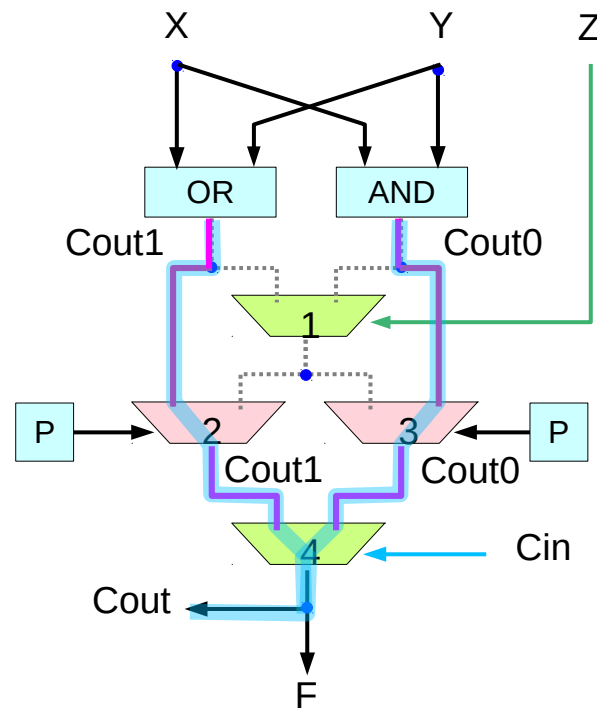 X Y Z
OR AND
Cout1 Cout0
1
P 2 3 P
Cout1 Cout0
4 Cin
Cout
F